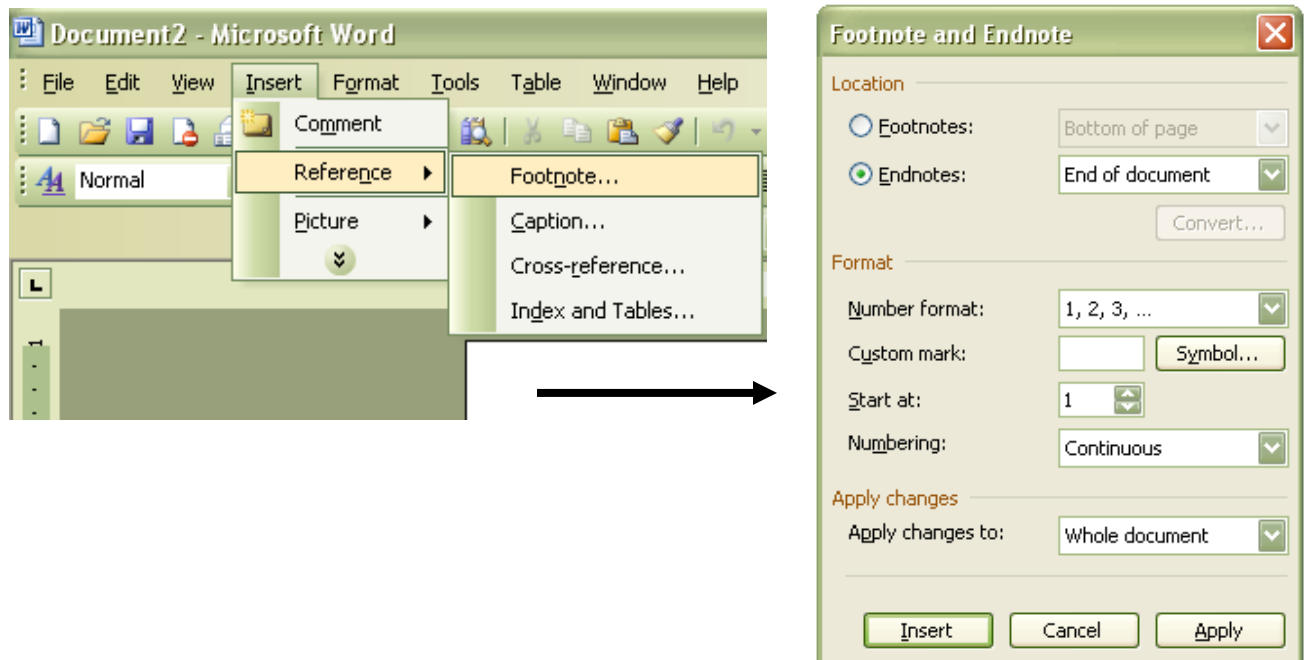 Document2 - Microsoft Word
File Edit View Insert Format Tools Table Window Help
Comment
Normal
Reference
Footnote...
Picture
Caption...
Cross-reference...
Index and Tables...
L
1
Footnote and Endnote
Location
Footnotes: Bottom of page
Endnotes: End of document
Convert...
Format
Number format: 1, 2, 3, ...
Custom mark: Symbol...
Start at: 1
Numbering: Continuous
Apply changes
Apply changes to: Whole document
Insert Cancel Apply